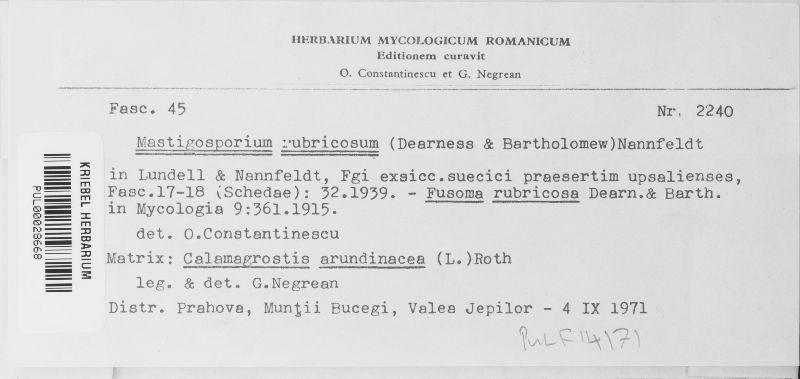 HERBARIUM MYCOLOGICUM ROMANICUM
Editionem curavit
O. Constantinescu et G. Negrean
Fasc. 45
Nr. 2240
Mastigosporium rubricosum (Dearness & Bartholomew)Nannfeldt
in Lundell & Nannfeldt, Fgi exsicc.suecici praesertim upsalienses,
Fasc.17-18 (Schedae): 32.1939. - Fusoma rubricosa Dearn.& Barth.
in Mycologia 9:361.1915.
det. O.Constantinescu
Matrix: Calamagrostis arundinacea (L.)Roth
leg. & det. G.Negrean
Distr. Prahova, Munţii Bucegi, Valea Jepilor - 4 IX 1971
PUL F14171
KRIEBEL HERBARIUM
PUL00028668